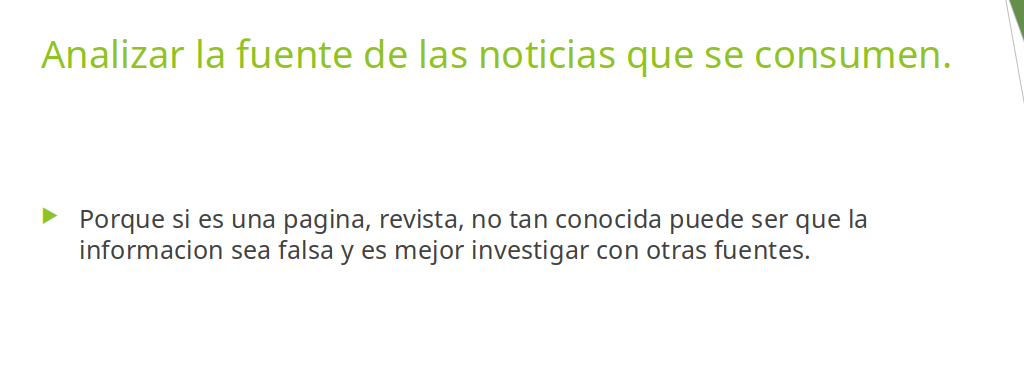 Analizar la fuente de las noticias que se consumen.
Porque si es una pagina, revista, no tan conocida puede ser que la
informacion sea falsa y es mejor investigar con otras fuentes.